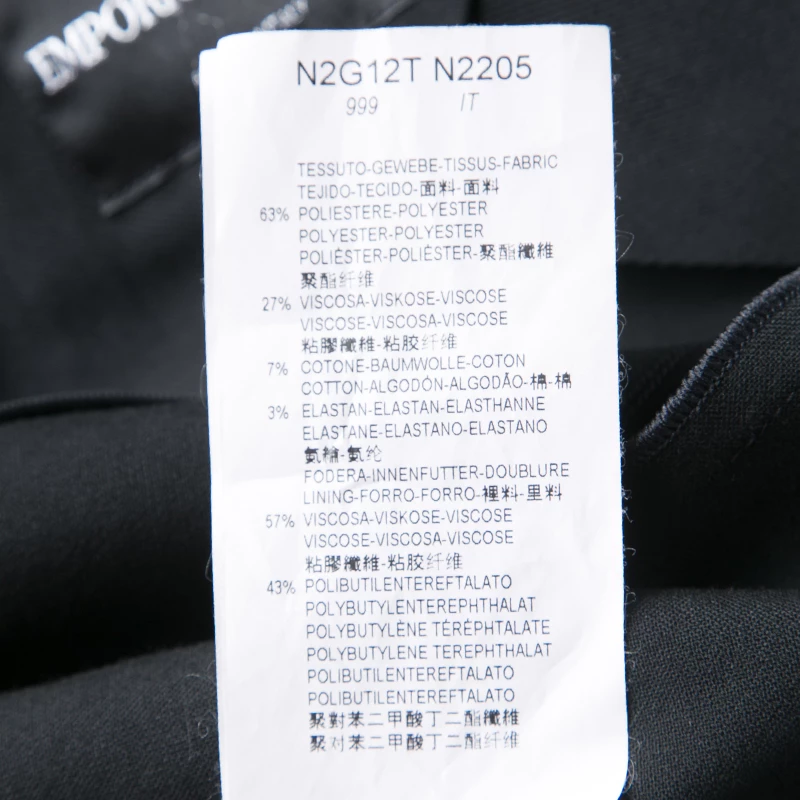 EMPORIO
N2G12T N2205
999 IT
TESSUTO-GEWEBE-TISSUS-FABRIC
TEJIDO-TECIDO-面料-面料
63% POLIESTERE-POLYESTER
POLYESTER-POLYESTER
POLIÉSTER-POLIÉSTER-聚酯纖維
聚酯纤维
27% VISCOSA-VISKOSE-VISCOSE
VISCOSE-VISCOSA-VISCOSE
粘膠纖維-粘胶纤维
7% COTONE-BAUMWOLLE-COTON
COTTON-ALGODÓN-ALGODÃO-棉-棉
3% ELASTAN-ELASTAN-ELASTHANNE
ELASTANE-ELASTANO-ELASTANO
氨綸-氨纶
FODERA-INNENFUTTER-DOUBLURE
LINING-FORRO-FORRO-裡料-里料
57% VISCOSA-VISKOSE-VISCOSE
VISCOSE-VISCOSA-VISCOSE
粘膠纖維-粘胶纤维
43% POLIBUTILENTEREFTALATO
POLYBUTYLENTEREPHTHALAT
POLYBUTYLÈNE TÉRÉPHTALATE
POLYBUTYLENE TEREPHTHALAT
POLIBUTILENTEREFTALATO
POLIBUTILENTEREFTALATO
聚對苯二甲酸丁二酯纖維
聚对苯二甲酸丁二酯纤维